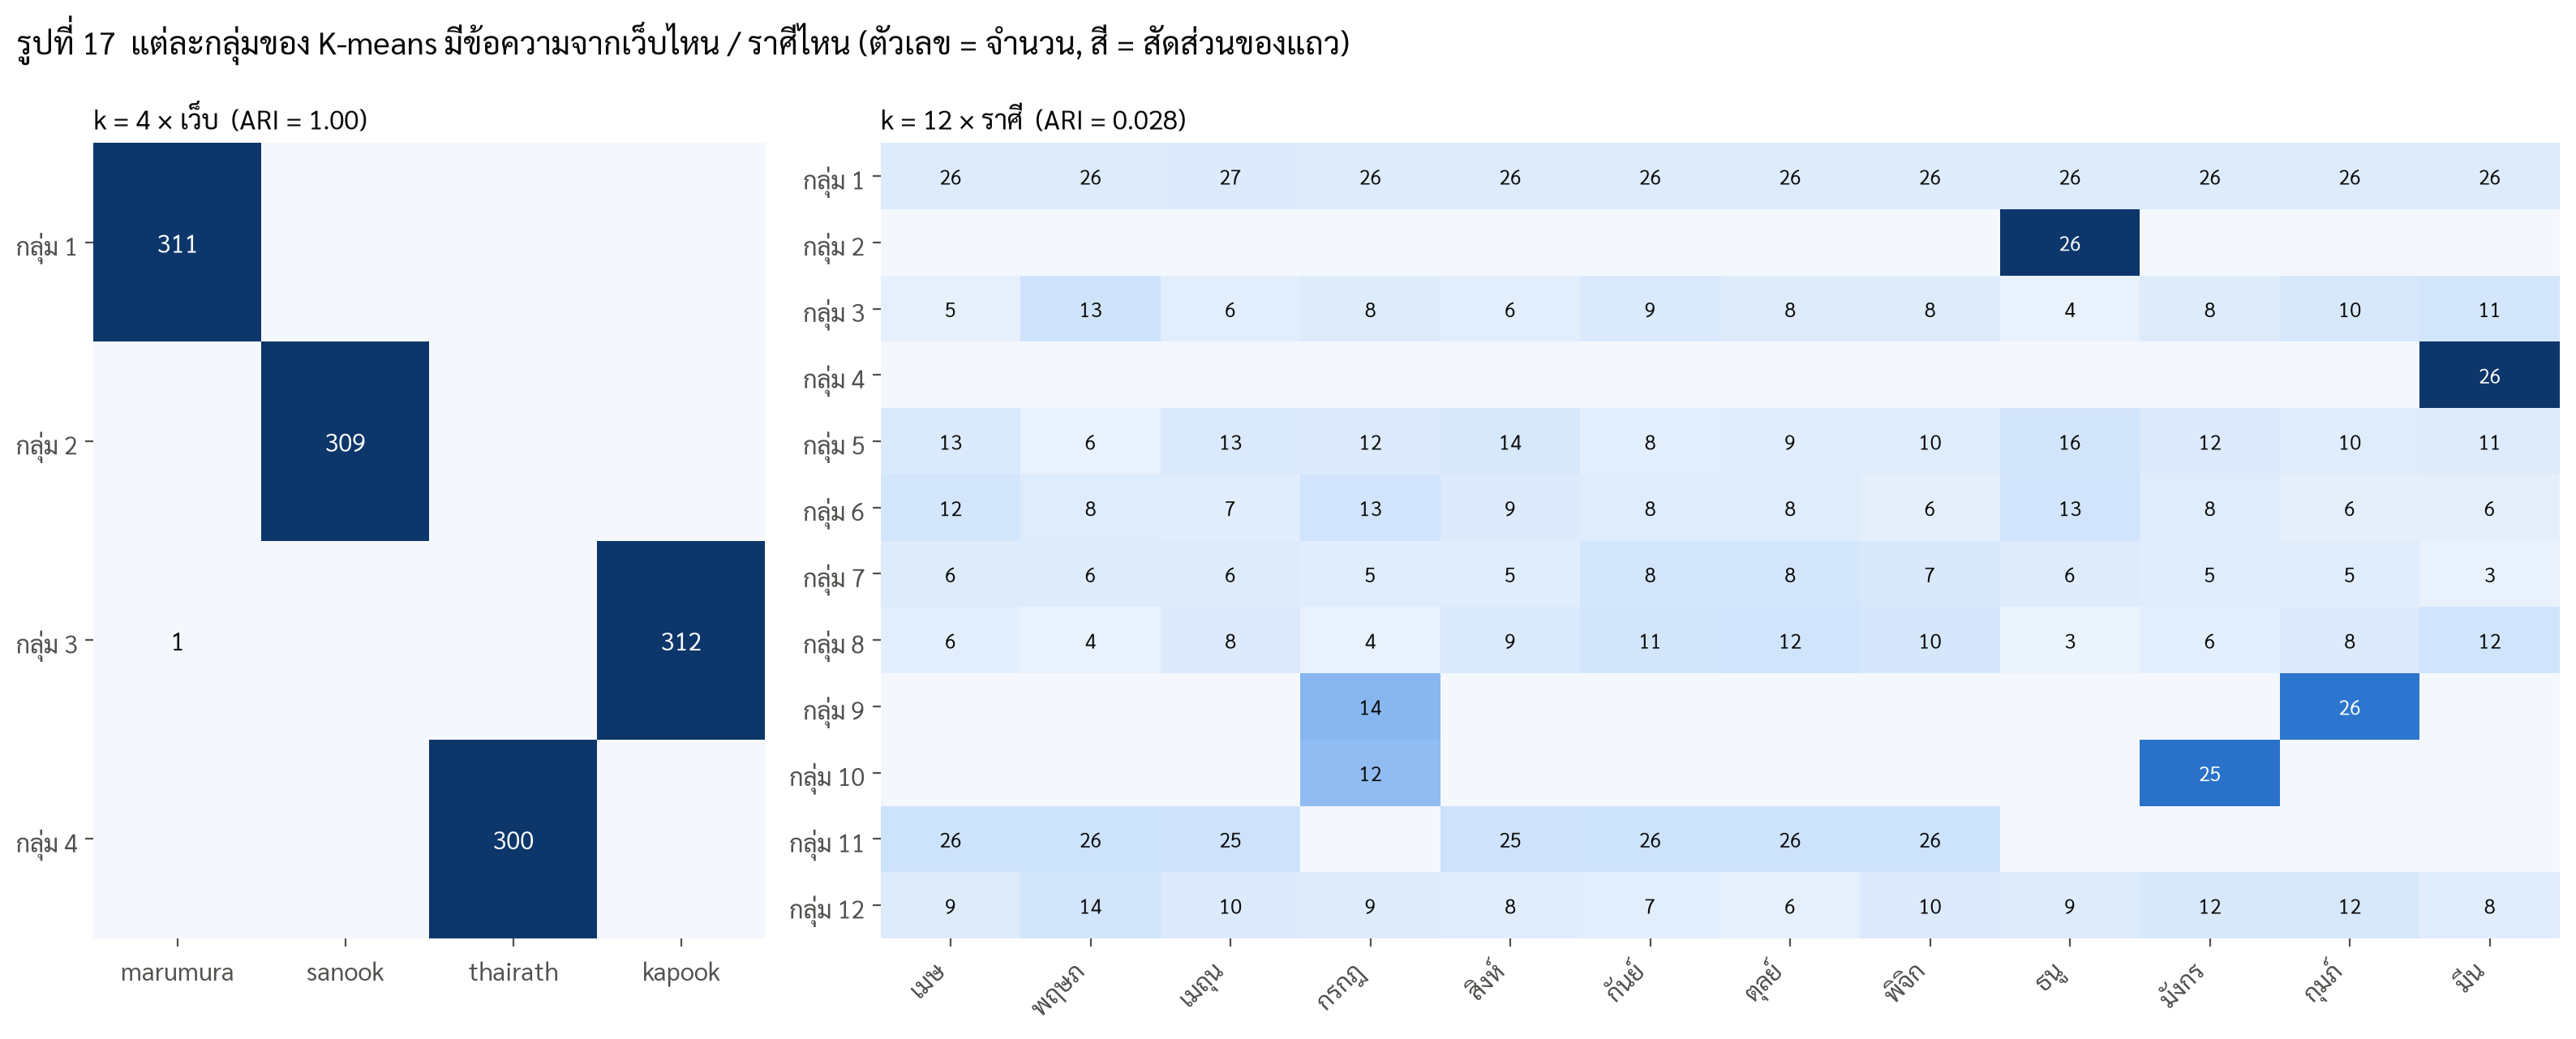 รูปที่ 17 แต่ละกลุ่มของ K-means มีข้อความจากเว็บไหน / ราศีไหน (ตัวเลข = จำนวน, สี = สัดส่วนของแถว)
k = 4 × เว็บ (ARI = 1.00)
กลุ่ม 1 311
กลุ่ม 2 309
กลุ่ม 3 1 312
กลุ่ม 4 300
marumura sanook thairath kapook
k = 12 × ราศี (ARI = 0.028)
กลุ่ม 1 26 26 27 26 26 26 26 26 26 26 26 26
กลุ่ม 2 26
กลุ่ม 3 5 13 6 8 6 9 8 8 4 8 10 11
กลุ่ม 4 26
กลุ่ม 5 13 6 13 12 14 8 9 10 16 12 10 11
กลุ่ม 6 12 8 7 13 9 8 8 6 13 8 6 6
กลุ่ม 7 6 6 6 5 5 8 8 7 6 5 5 3
กลุ่ม 8 6 4 8 4 9 11 12 10 3 6 8 12
กลุ่ม 9 14 26
กลุ่ม 10 12 25
กลุ่ม 11 26 26 25 25 26 26 26
กลุ่ม 12 9 14 10 9 8 7 6 10 9 12 12 8
เมษ พฤษภ เมถุน กรกฎ สิงห์ กันย์ ตุลย์ พิจิก ธนู มังกร กุมภ์ มีน